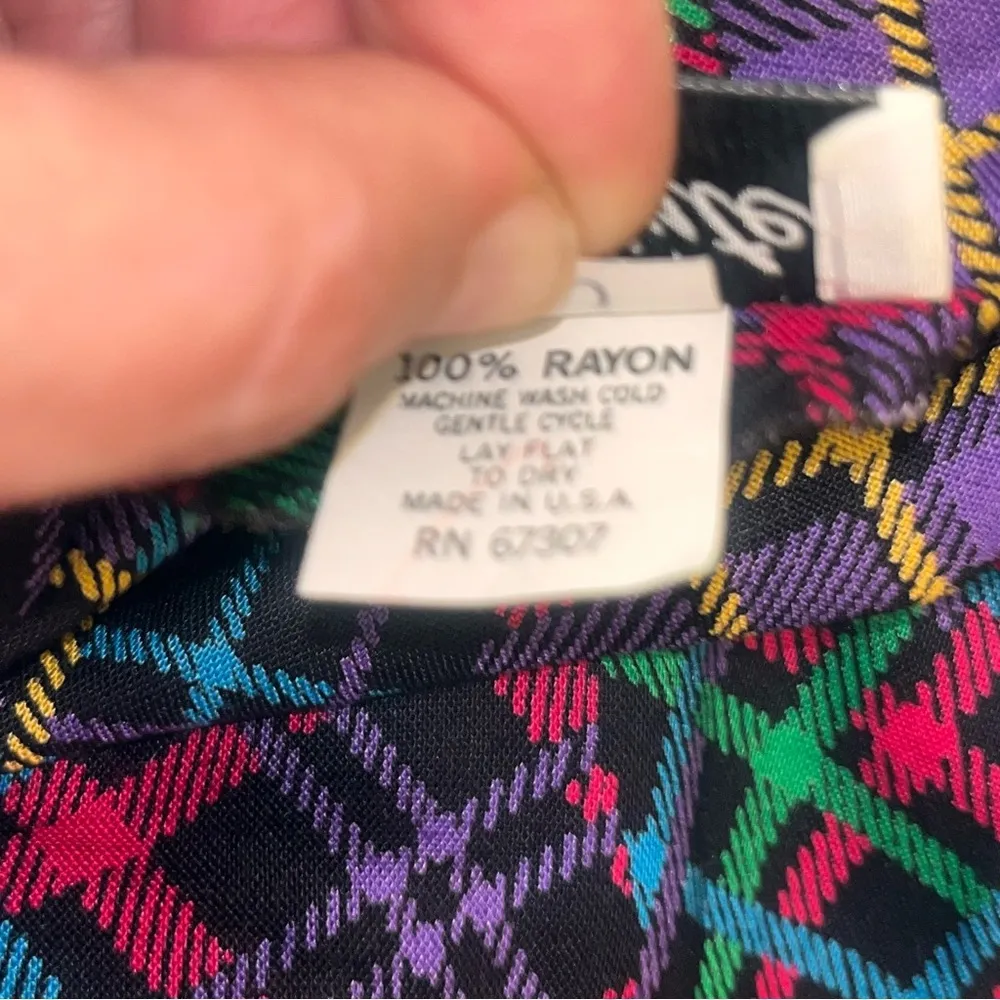 100% RAYON
MACHINE WASH COLD
GENTLE CYCLE
LAY FLAT
TO DRY
MADE IN U.S.A.
RN 67307